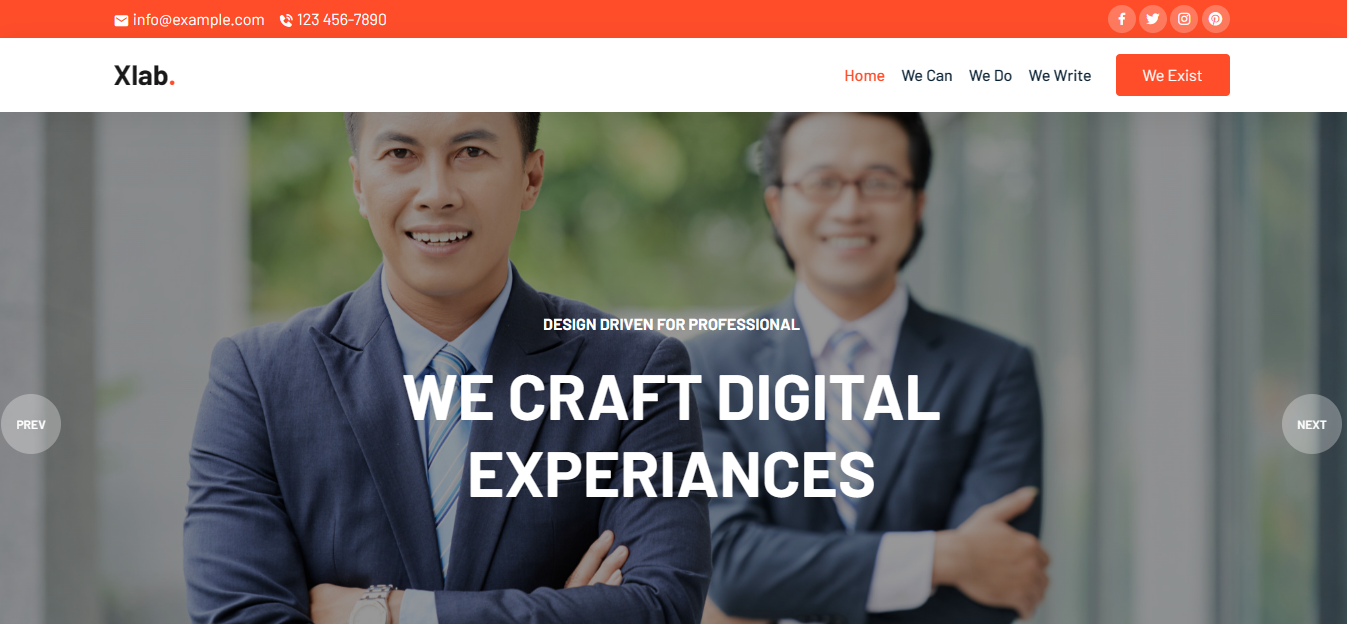 info@example.com 123 456-7890
Xlab.
Home We Can We Do We Write We Exist
DESIGN DRIVEN FOR PROFESSIONAL
WE CRAFT DIGITAL
EXPERIANCES
PREV
NEXT